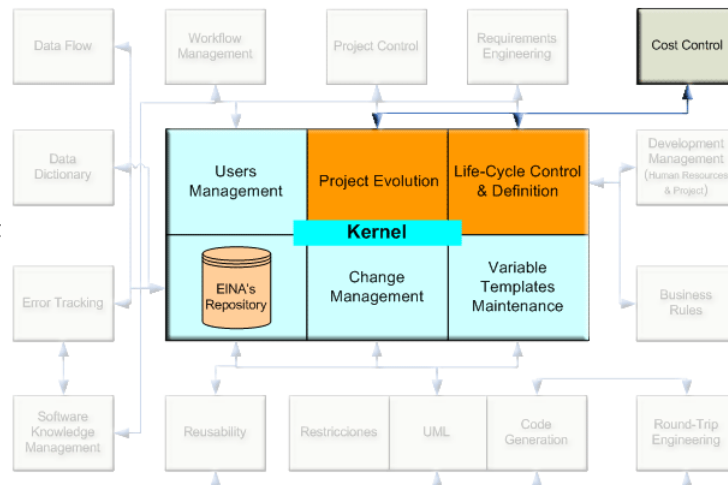 Data Flow
Workflow
Management
Project Control
Requirements
Engineering
Cost Control
Data
Dictionary
Users
Management
Project Evolution
Life-Cycle Control
& Definition
Development
Management
(Human Resources
& Project)
Kernel
Error Tracking
EINA's
Repository
Change
Management
Variable
Templates
Maintenance
Business
Rules
Software
Knowledge
Management
Reusability
Restricciones
UML
Code
Generation
Round-Trip
Engineering